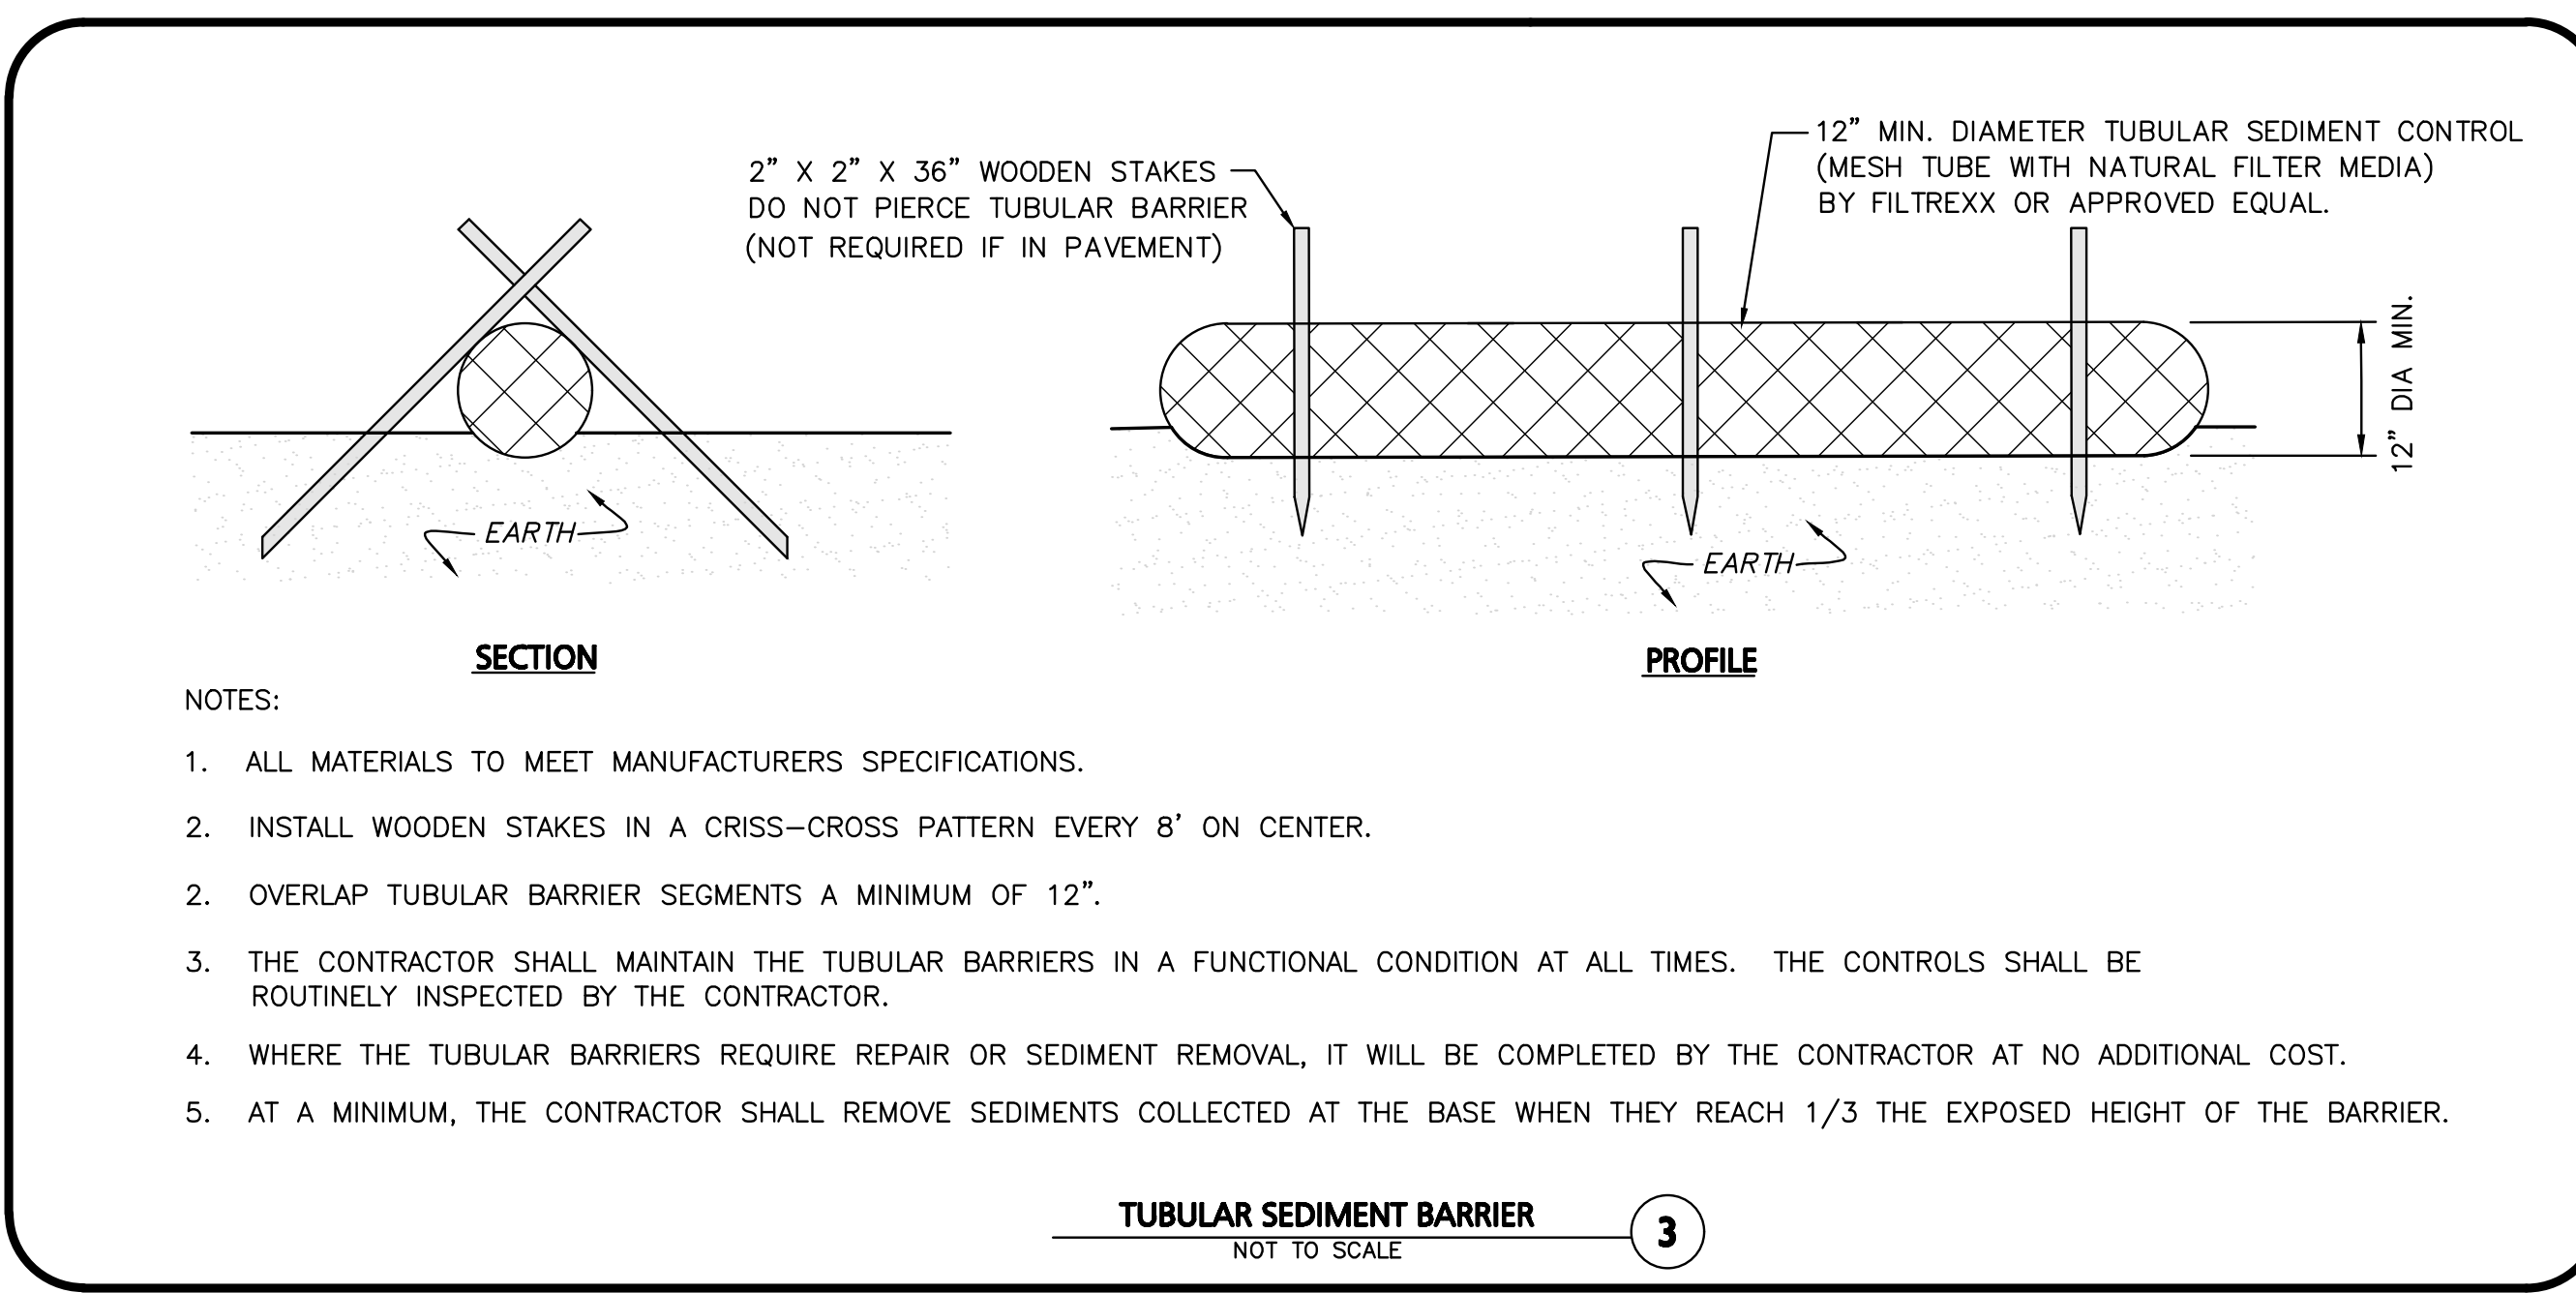 2” X 2” X 36” WOODEN STAKES
DO NOT PIERCE TUBULAR BARRIER
(NOT REQUIRED IF IN PAVEMENT)
12” MIN. DIAMETER TUBULAR SEDIMENT CONTROL
(MESH TUBE WITH NATURAL FILTER MEDIA)
BY FILTREXX OR APPROVED EQUAL.
12” DIA MIN.
EARTH
EARTH
SECTION
PROFILE
NOTES:
1. ALL MATERIALS TO MEET MANUFACTURERS SPECIFICATIONS.
2. INSTALL WOODEN STAKES IN A CRISS–CROSS PATTERN EVERY 8’ ON CENTER.
2. OVERLAP TUBULAR BARRIER SEGMENTS A MINIMUM OF 12”.
3. THE CONTRACTOR SHALL MAINTAIN THE TUBULAR BARRIERS IN A FUNCTIONAL CONDITION AT ALL TIMES. THE CONTROLS SHALL BE
ROUTINELY INSPECTED BY THE CONTRACTOR.
4. WHERE THE TUBULAR BARRIERS REQUIRE REPAIR OR SEDIMENT REMOVAL, IT WILL BE COMPLETED BY THE CONTRACTOR AT NO ADDITIONAL COST.
5. AT A MINIMUM, THE CONTRACTOR SHALL REMOVE SEDIMENTS COLLECTED AT THE BASE WHEN THEY REACH 1/3 THE EXPOSED HEIGHT OF THE BARRIER.
TUBULAR SEDIMENT BARRIER
3
NOT TO SCALE